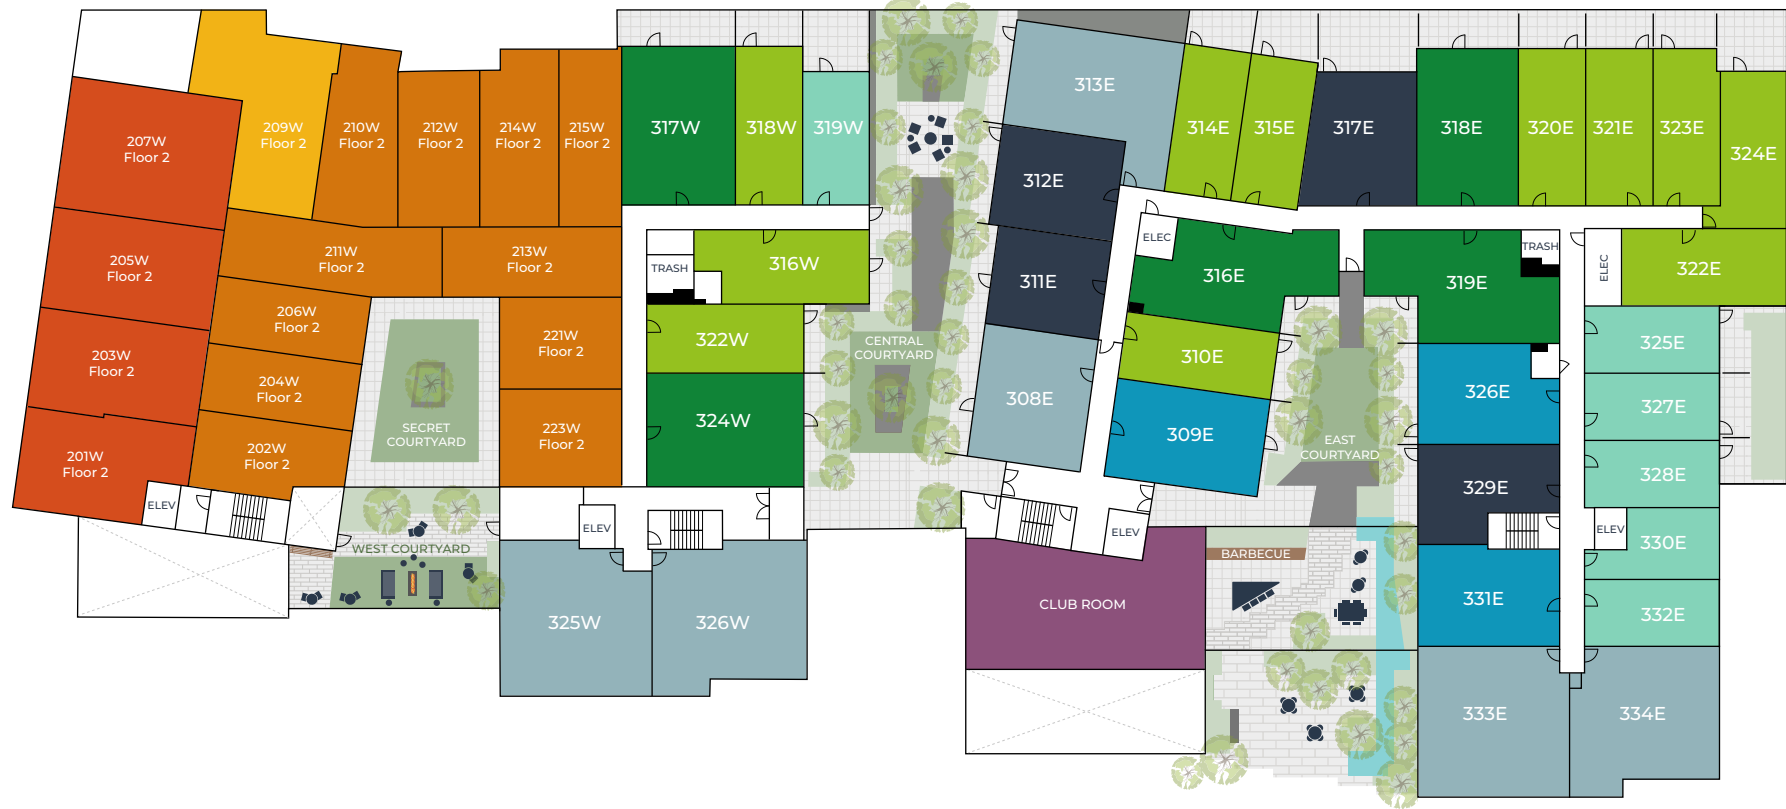 207W
Floor 2
209W
Floor 2
210W
Floor 2
212W
Floor 2
214W
Floor 2
215W
Floor 2
317W
318W
319W
313E
314E
315E
317E
318E
320E
321E
323E
324E
312E
205W
Floor 2
211W
Floor 2
213W
Floor 2
TRASH
316W
311E
ELEC
316E
319E
TRASH
ELEC
322E
206W
Floor 2
203W
Floor 2
204W
Floor 2
221W
Floor 2
322W
CENTRAL
COURTYARD
310E
325E
308E
326E
327E
SECRET
COURTYARD
201W
Floor 2
202W
Floor 2
223W
Floor 2
324W
309E
EAST
COURTYARD
328E
329E
ELEV
ELEV
ELEV
ELEV
330E
WEST COURTYARD
BARBECUE
325W
326W
CLUB ROOM
331E
332E
333E
334E